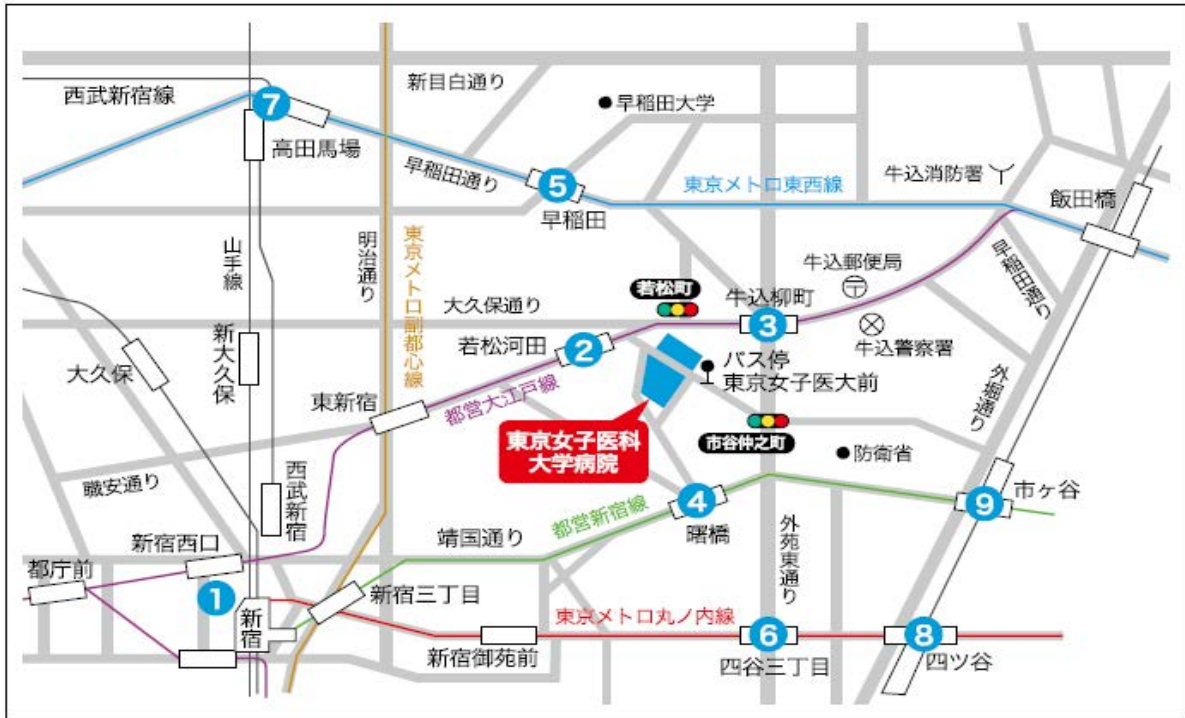 西武新宿線
新目白通り
早稲田大学
7
高田馬場
早稲田通り
5
早稲田
東京メトロ東西線
牛込消防署
飯田橋
山手線
明治通り
東京メトロ副都心線
大久保通り
若松町
牛込柳町
3
牛込郵便局
牛込警察署
早稲田通り
新大久保
大久保
若松河田
2
バス停
東京女子医大前
外堀通り
東新宿
都営大江戸線
東京女子医科
大学病院
市谷仲之町
防衛省
職安通り
西武新宿
都営新宿線
4
曙橋
9
市ヶ谷
新宿西口
靖国通り
外苑東通り
都庁前
1
新宿
新宿三丁目
東京メトロ丸ノ内線
新宿御苑前
6
四谷三丁目
8
四ツ谷